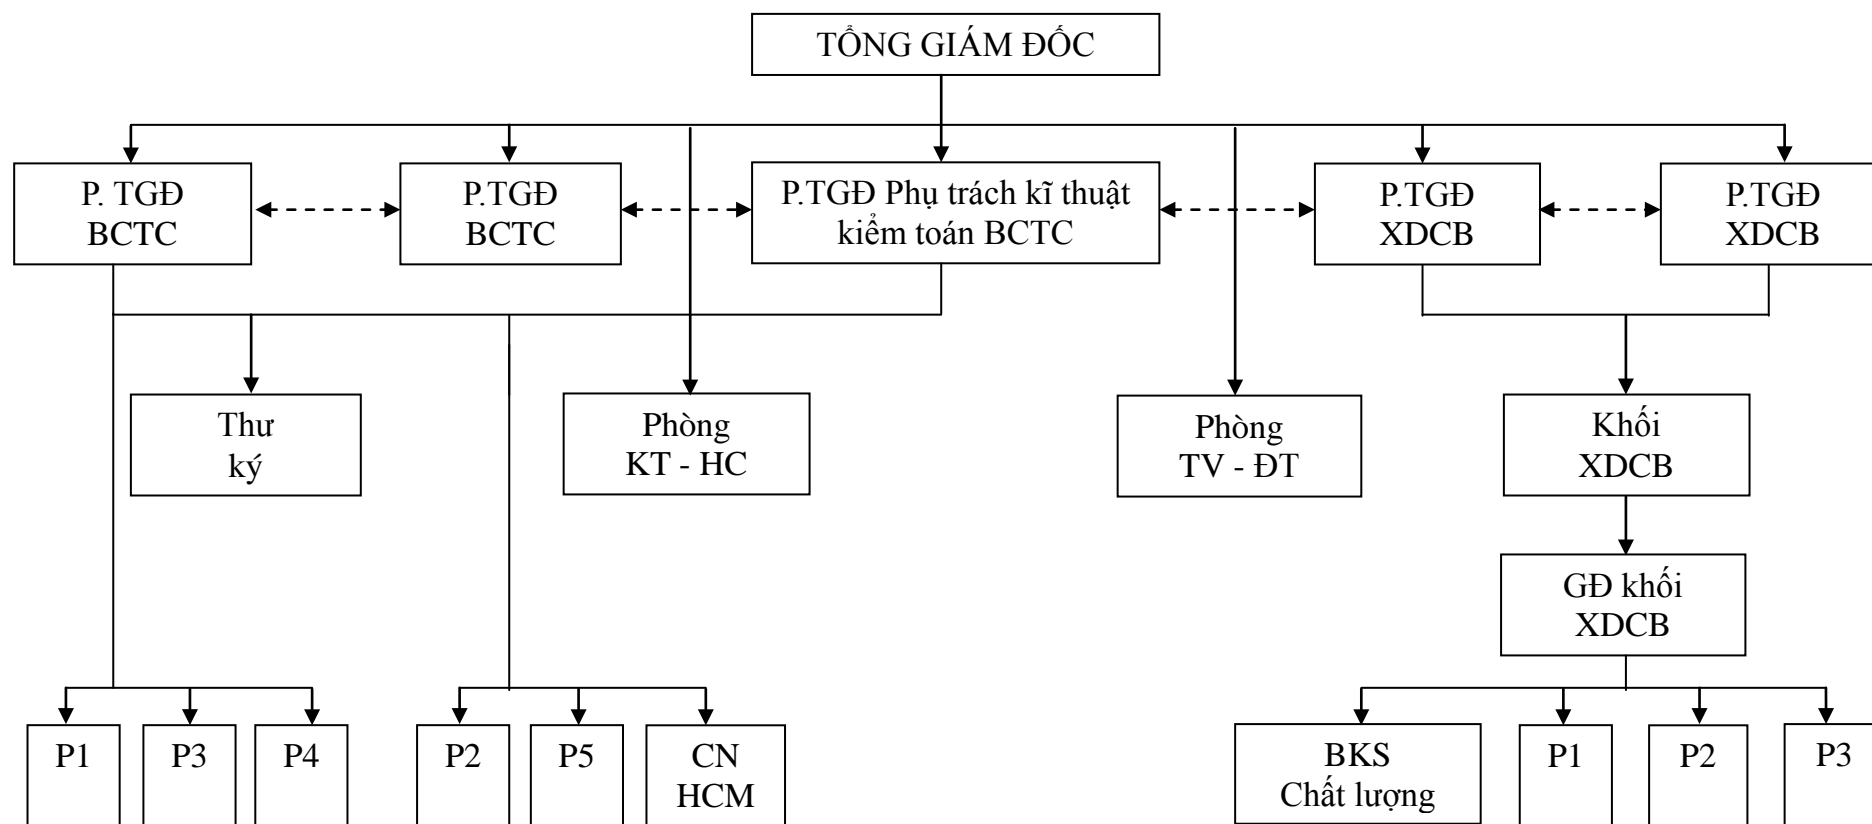 TỔNG GIÁM ĐỐC
P. TGĐ
BCTC
P.TGĐ
BCTC
P.TGĐ Phụ trách kĩ thuật
kiểm toán BCTC
P.TGĐ
XDCB
P.TGĐ
XDCB
Thư
ký
Phòng
KT - HC
Phòng
TV - ĐT
Khối
XDCB
GĐ khối
XDCB
P1
P3
P4
P2
P5
CN
HCM
BKS
Chất lượng
P1
P2
P3